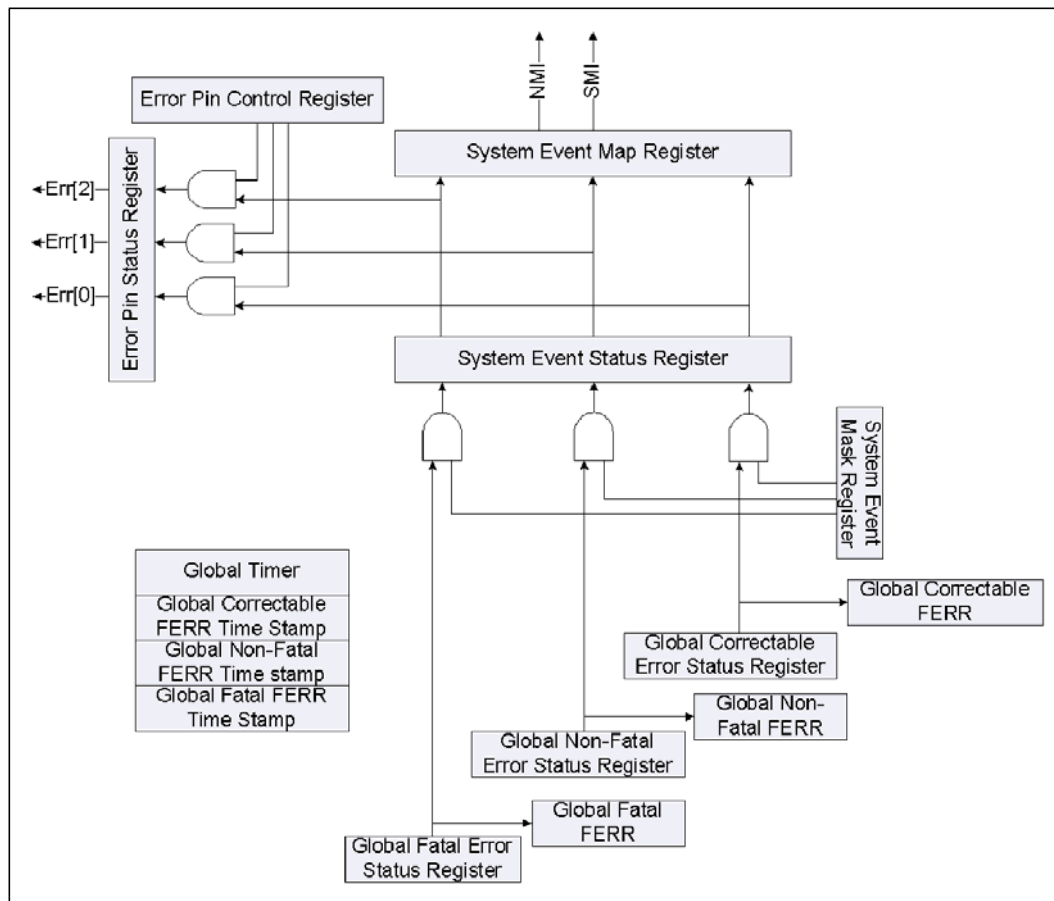 NMI
SMI
Error Pin Control Register
System Event Map Register
Error Pin Status Register
Err[2]
Err[1]
Err[0]
System Event Status Register
System Event
Mask Register
Global Timer
Global Correctable
FERR Time Stamp
Global Non-Fatal
FERR Time stamp
Global Fatal FERR
Time Stamp
Global Correctable
FERR
Global Correctable
Error Status Register
Global Non-
Fatal FERR
Global Non-Fatal
Error Status Register
Global Fatal
FERR
Global Fatal Error
Status Register